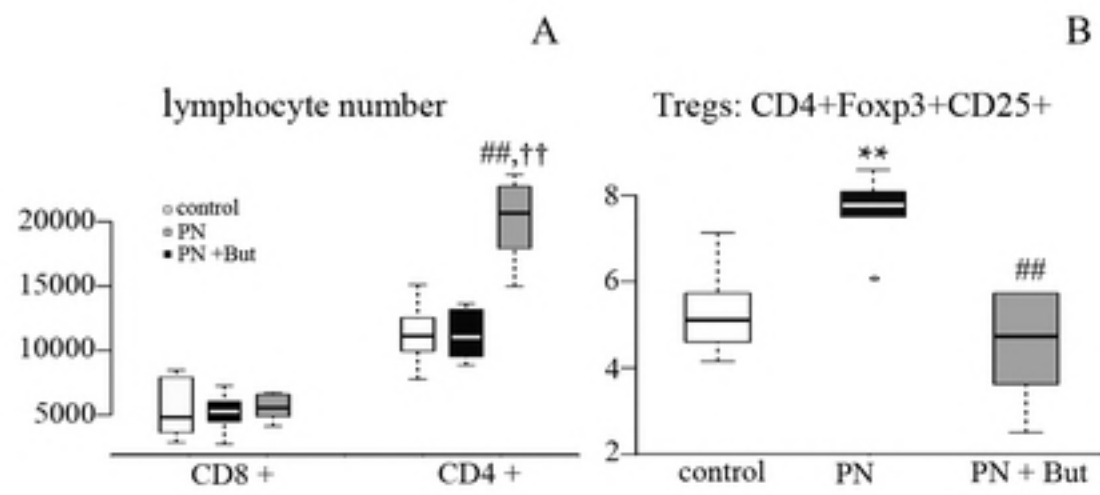 A
lymphocyte number
##,††
control
PN
PN +But
20000
15000
10000
5000
CD8 +
CD4 +
B
Tregs: CD4+Foxp3+CD25+
**
##
8
6
4
2
control
PN
PN + But